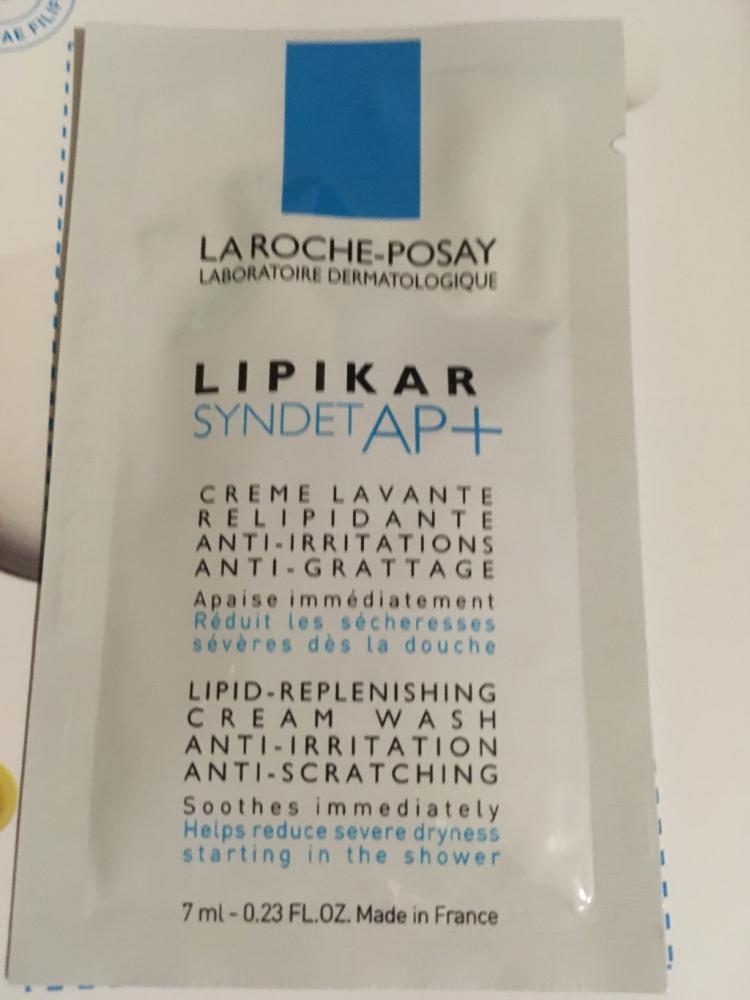 LA ROCHE-POSAY
LABORATOIRE DERMATOLOGIQUE
LIPIKAR
SYNDET AP+
CREME LAVANTE
RELIPIDANTE
ANTI-IRRITATIONS
ANTI-GRATTAGE
Apaise immédiatement
Réduit les sécheresses
sévères dès la douche
LIPID-REPLENISHING
CREAM WASH
ANTI-IRRITATION
ANTI-SCRATCHING
Soothes immediately
Helps reduce severe dryness
starting in the shower
7 ml - 0.23 FL.OZ. Made in France